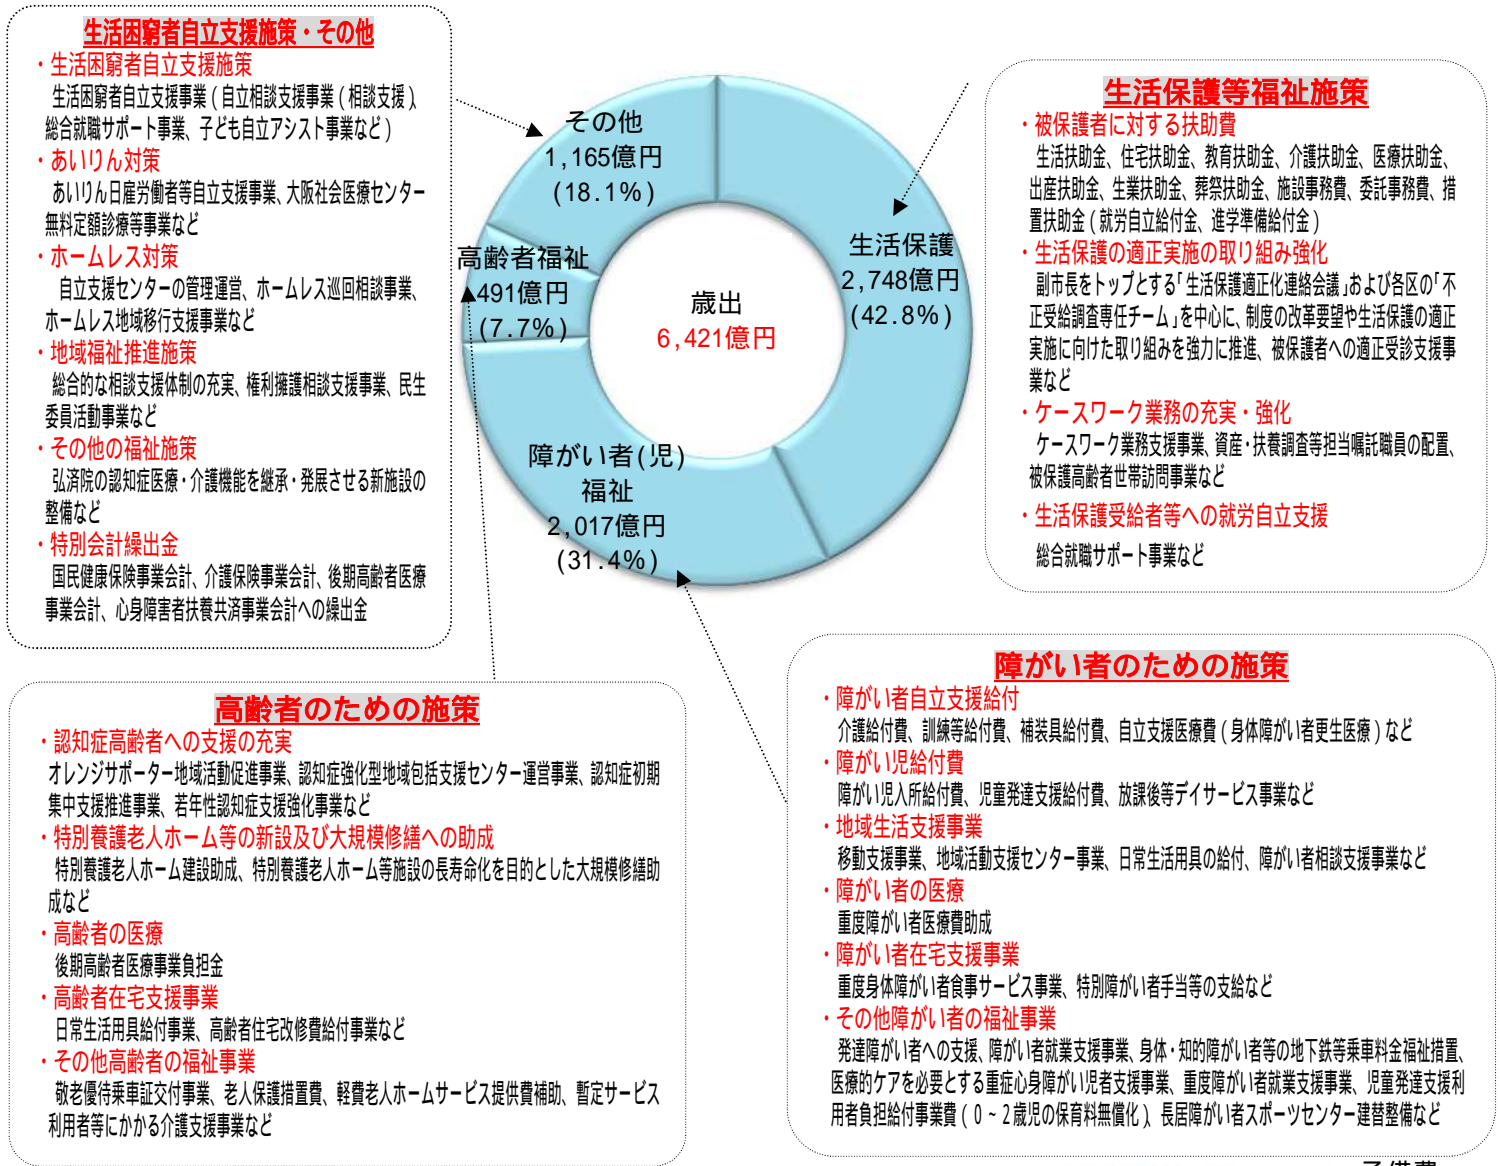 生活困窮者自立支援施策・その他
・生活困窮者自立支援施策
生活困窮者自立支援事業(自立相談支援事業(相談支援)、
総合就職サポート事業、子ども自立アシスト事業など)
・あいりん対策
あいりん日雇労働者等自立支援事業、大阪社会医療センター
無料定額診療等事業など
・ホームレス対策
自立支援センターの管理運営、ホームレス巡回相談事業、
ホームレス地域移行支援事業など
・地域福祉推進施策
総合的な相談支援体制の充実、権利擁護相談支援事業、民生
委員活動事業など
・その他の福祉施策
弘済院の認知症医療・介護機能を継承・発展させる新施設の
整備など
・特別会計繰出金
国民健康保険事業会計、介護保険事業会計、後期高齢者医療
事業会計、心身障害者扶養共済事業会計への繰出金
その他
1,165億円
(18.1%)
高齢者福祉
491億円
(7.7%)
歳出
6,421億円
生活保護
2,748億円
(42.8%)
障がい者(児)
福祉
2,017億円
(31.4%)
生活保護等福祉施策
・被保護者に対する扶助費
生活扶助金、住宅扶助金、教育扶助金、介護扶助金、医療扶助金、
出産扶助金、生業扶助金、葬祭扶助金、施設事務費、委託事務費、措
置扶助金(就労自立給付金、進学準備給付金)
・生活保護の適正実施の取り組み強化
副市長をトップとする「生活保護適正化連絡会議」および各区の「不
正受給調査専任チーム」を中心に、制度の改革要望や生活保護の適正
実施に向けた取り組みを強力に推進、被保護者への適正受診支援事
業など
・ケースワーク業務の充実・強化
ケースワーク業務支援事業、資産・扶養調査等担当嘱託職員の配置、
被保護高齢者世帯訪問事業など
・生活保護受給者等への就労自立支援
総合就職サポート事業など
高齢者のための施策
・認知症高齢者への支援の充実
オレンジサポーター地域活動促進事業、認知症強化型地域包括支援センター運営事業、認知症初期
集中支援推進事業、若年性認知症支援強化事業など
・特別養護老人ホーム等の新設及び大規模修繕への助成
特別養護老人ホーム建設助成、特別養護老人ホーム等施設の長寿命化を目的とした大規模修繕助
成など
・高齢者の医療
後期高齢者医療事業負担金
・高齢者在宅支援事業
日常生活用具給付事業、高齢者住宅改修費給付事業など
・その他高齢者の福祉事業
敬老優待乗車証交付事業、老人保護措置費、軽費老人ホームサービス提供費補助、暫定サービス
利用者等にかかる介護支援事業など
障がい者のための施策
・障がい者自立支援給付
介護給付費、訓練等給付費、補装具給付費、自立支援医療費(身体障がい者更生医療)など
・障がい児給付費
障がい児入所給付費、児童発達支援給付費、放課後等デイサービス事業など
・地域生活支援事業
移動支援事業、地域活動支援センター事業、日常生活用具の給付、障がい者相談支援事業など
・障がい者の医療
重度障がい者医療費助成
・障がい者在宅支援事業
重度身体障がい者食事サービス事業、特別障がい者手当等の支給など
・その他障がい者の福祉事業
発達障がい者への支援、障がい者就業支援事業、身体・知的障がい者等の地下鉄等乗車料金福祉措置、
医療的ケアを必要とする重症心身障がい児者支援事業、重度障がい者就業支援事業、児童発達支援利
用者負担給付事業費(0~2歳児の保育料無償化)、長居障がい者スポーツセンター建替整備など